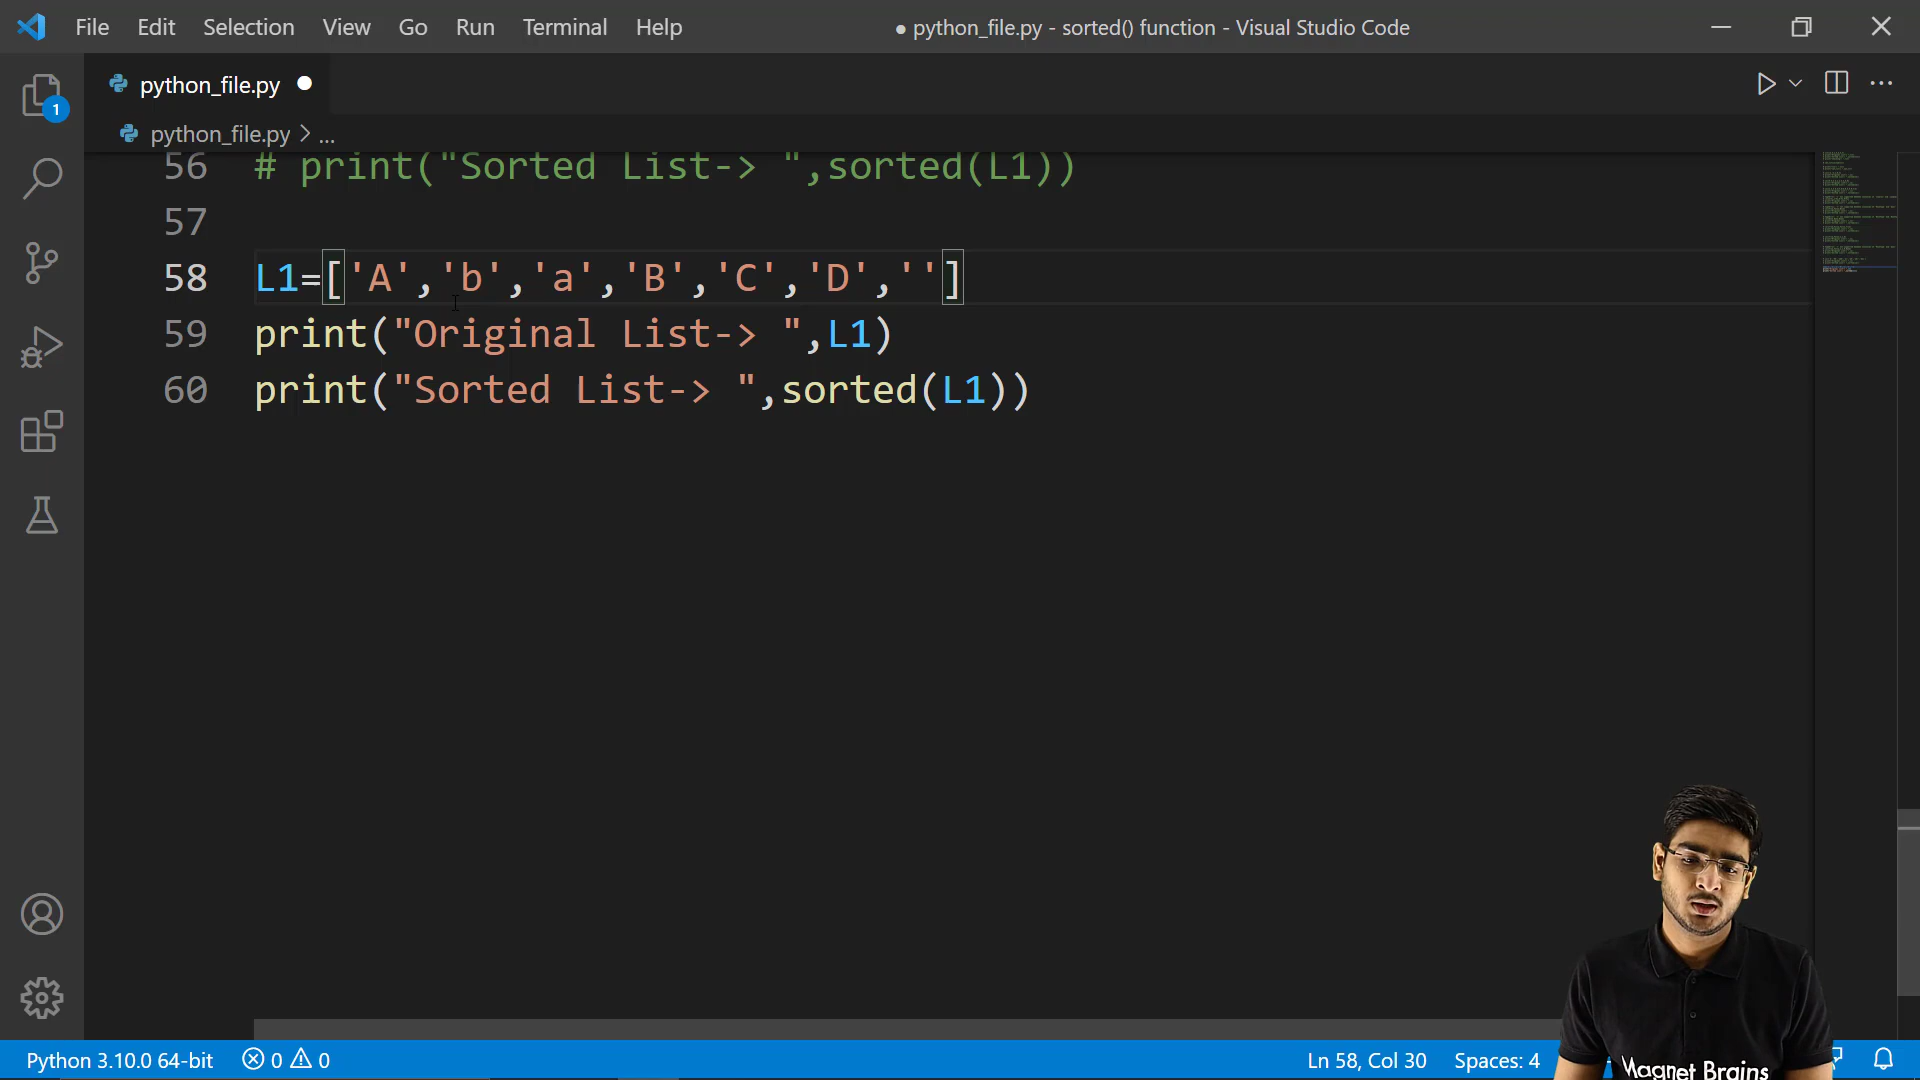 File Edit Selection View Go Run Terminal Help ● python_file.py - sorted() function - Visual Studio Code
python_file.py ●
1
python_file.py > ...
56 # print("Sorted List-> ",sorted(L1))
57
58 L1=['A','b','a','B','C','D','']
59 print("Original List-> ",L1)
60 print("Sorted List-> ",sorted(L1))
Python 3.10.0 64-bit 0 0 Ln 58, Col 30 Spaces: 4
Magnet Brains